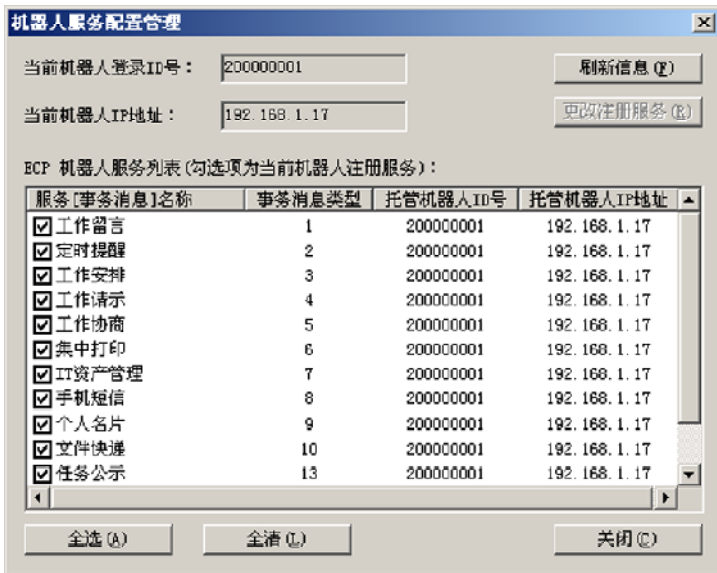 机器人服务配置管理
当前机器人登录ID号： 200000001 刷新信息(F)
当前机器人IP地址： 192.168.1.17 更改注册服务(R)
ECP 机器人服务列表(勾选项为当前机器人注册服务)：
服务[事务消息]名称 事务消息类型 托管机器人ID号 托管机器人IP地址
工作留言 1 200000001 192.168.1.17
定时提醒 2 200000001 192.168.1.17
工作安排 3 200000001 192.168.1.17
工作请示 4 200000001 192.168.1.17
工作协商 5 200000001 192.168.1.17
集中打印 6 200000001 192.168.1.17
IT资产管理 7 200000001 192.168.1.17
手机短信 8 200000001 192.168.1.17
个人名片 9 200000001 192.168.1.17
文件快递 10 200000001 192.168.1.17
任务公示 13 200000001 192.168.1.17
全选(A) 全清(L) 关闭(C)